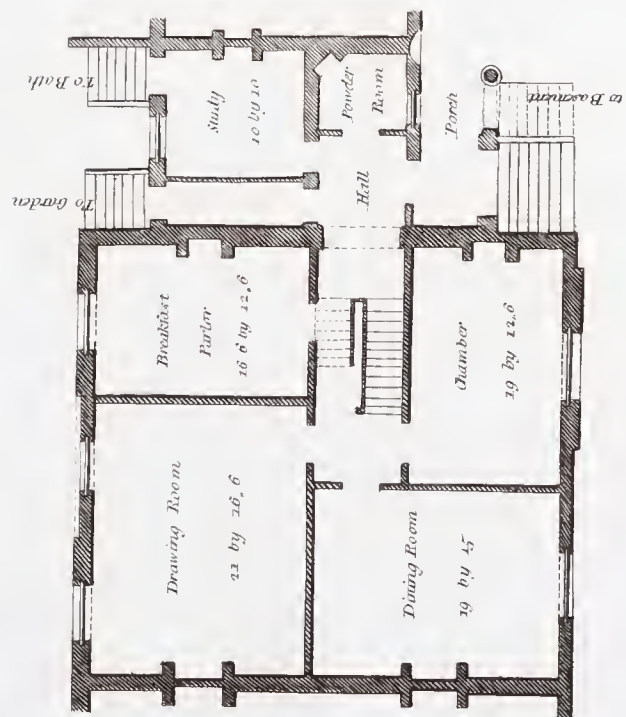 To Bath
Study
10 by 10
Powder
Room
Porch
to Basement
To Garden
Hall
Breakfast
Parlor
16 6 by 12..6
Chamber
19 by 12..6
Drawing Room
22 by 26..6
Dining Room
19 by 15